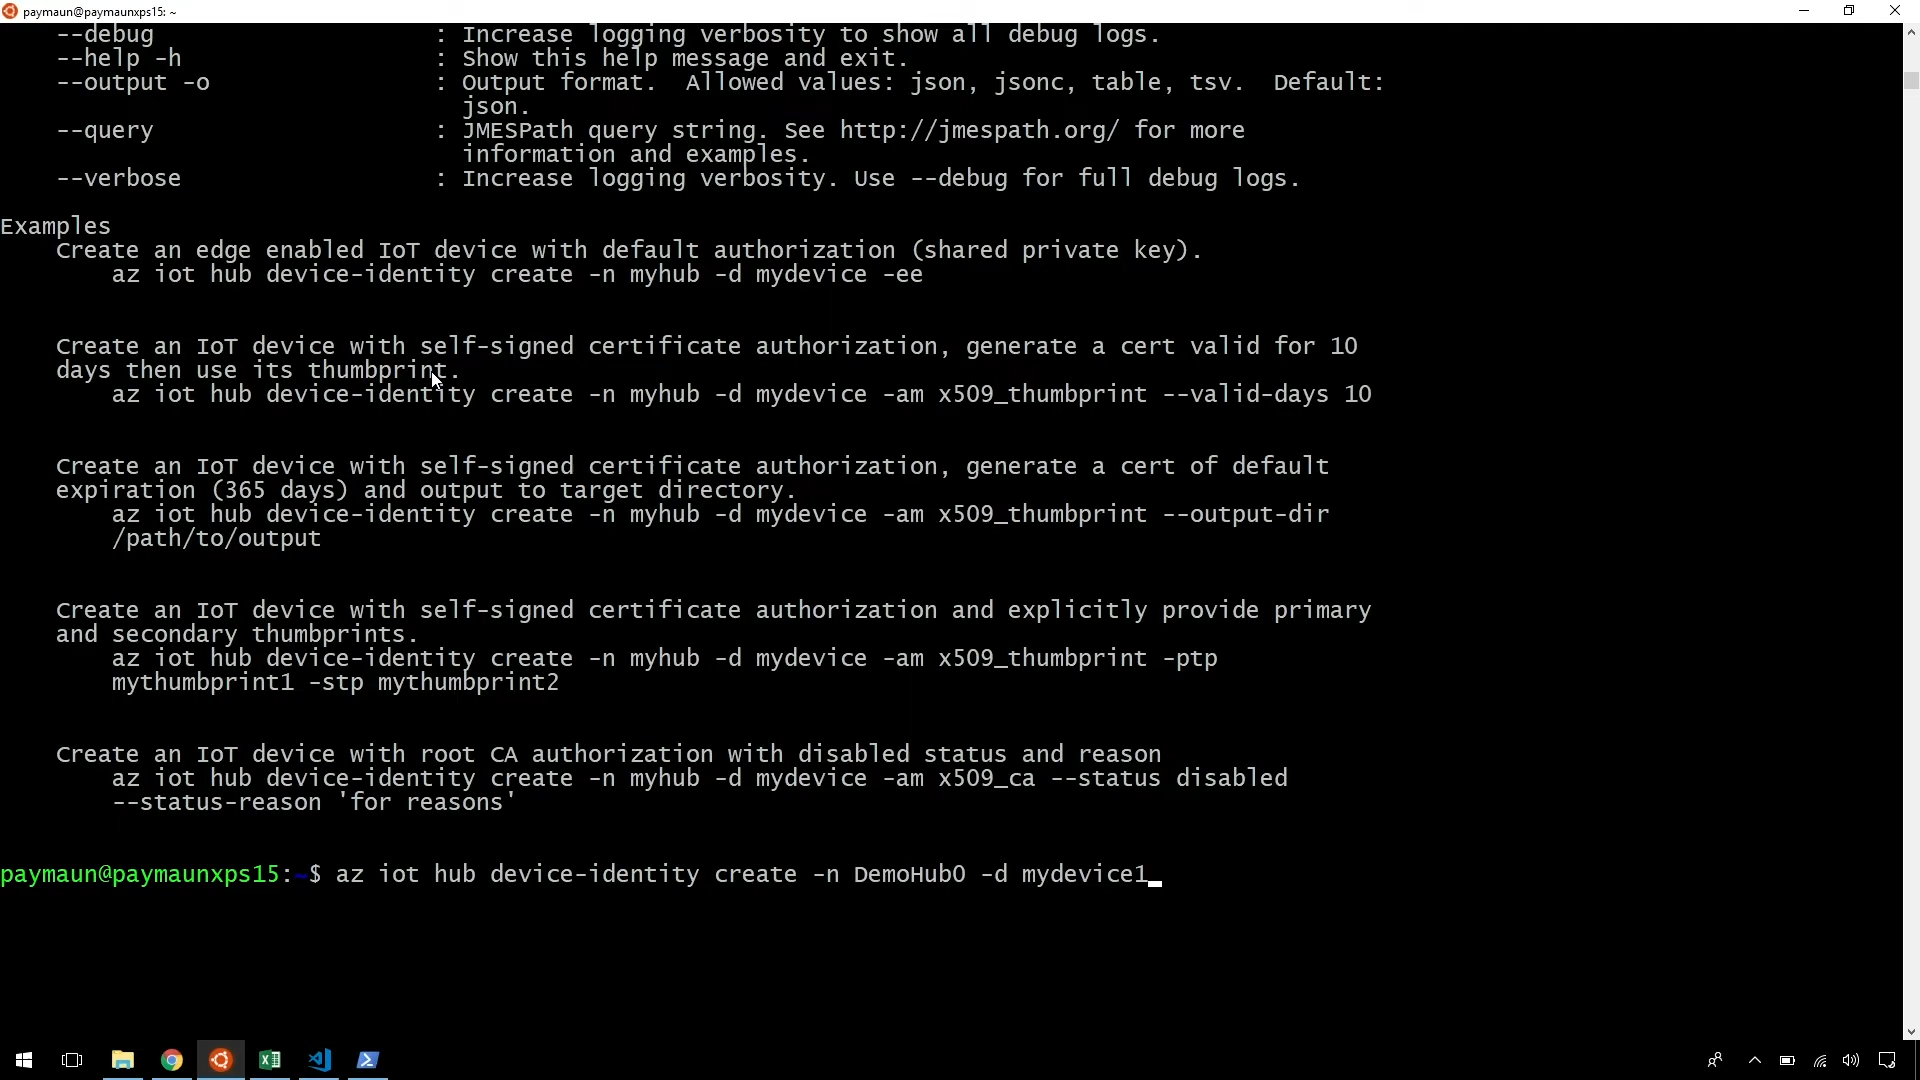 paymaun@paymaunxps15: ~
--debug : Increase logging verbosity to show all debug logs.
--help -h : Show this help message and exit.
--output -o : Output format.  Allowed values: json, jsonc, table, tsv.  Default:
json.
--query : JMESPath query string. See http://jmespath.org/ for more
information and examples.
--verbose : Increase logging verbosity. Use --debug for full debug logs.
Examples
Create an edge enabled IoT device with default authorization (shared private key).
az iot hub device-identity create -n myhub -d mydevice -ee
Create an IoT device with self-signed certificate authorization, generate a cert valid for 10
days then use its thumbprint.
az iot hub device-identity create -n myhub -d mydevice -am x509_thumbprint --valid-days 10
Create an IoT device with self-signed certificate authorization, generate a cert of default
expiration (365 days) and output to target directory.
az iot hub device-identity create -n myhub -d mydevice -am x509_thumbprint --output-dir
/path/to/output
Create an IoT device with self-signed certificate authorization and explicitly provide primary
and secondary thumbprints.
az iot hub device-identity create -n myhub -d mydevice -am x509_thumbprint -ptp
mythumbprint1 -stp mythumbprint2
Create an IoT device with root CA authorization with disabled status and reason
az iot hub device-identity create -n myhub -d mydevice -am x509_ca --status disabled
--status-reason 'for reasons'
paymaun@paymaunxps15:~$ az iot hub device-identity create -n DemoHub0 -d mydevice1